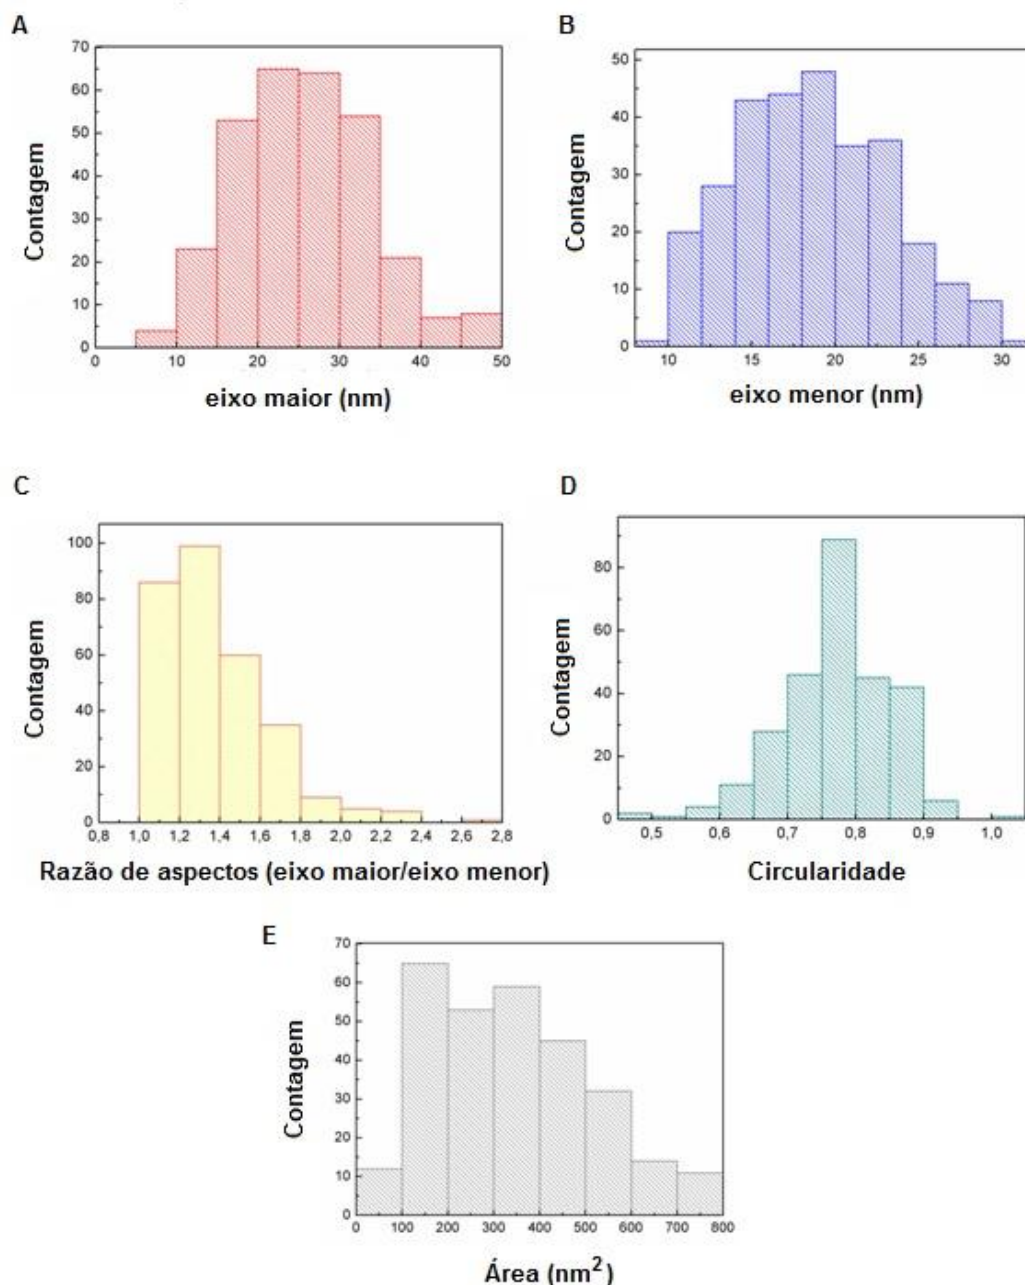 A
70
60
50
40
30
20
10
0
Contagem
0 10 20 30 40 50
eixo maior (nm)
B
50
40
30
20
10
0
Contagem
10 15 20 25 30
eixo menor (nm)
C
100
80
60
40
20
0
Contagem
0,8 1,0 1,2 1,4 1,6 1,8 2,0 2,2 2,4 2,6 2,8
Razão de aspectos (eixo maior/eixo menor)
D
80
60
40
20
0
Contagem
0,5 0,6 0,7 0,8 0,9 1,0
Circularidade
E
70
60
50
40
30
20
10
0
Contagem
0 100 200 300 400 500 600 700 800
Área (nm²)